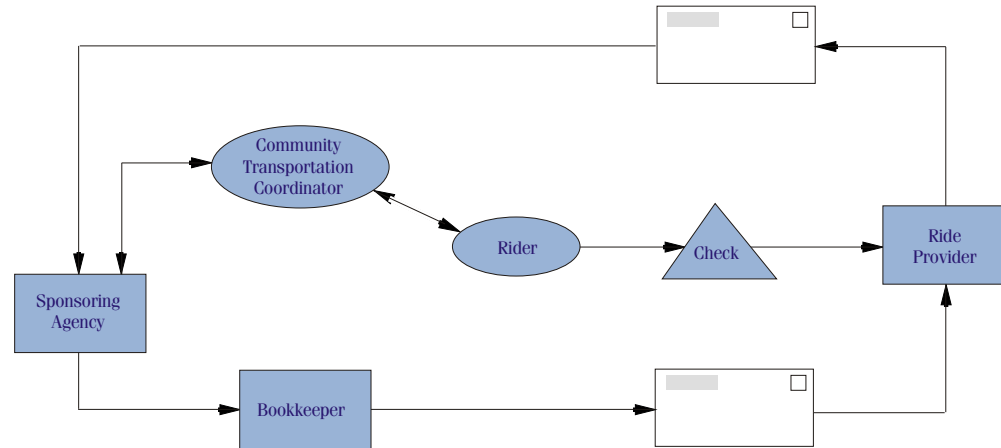 Community
Transportation
Coordinator
Rider
Check
Ride
Provider
Sponsoring
Agency
Bookkeeper